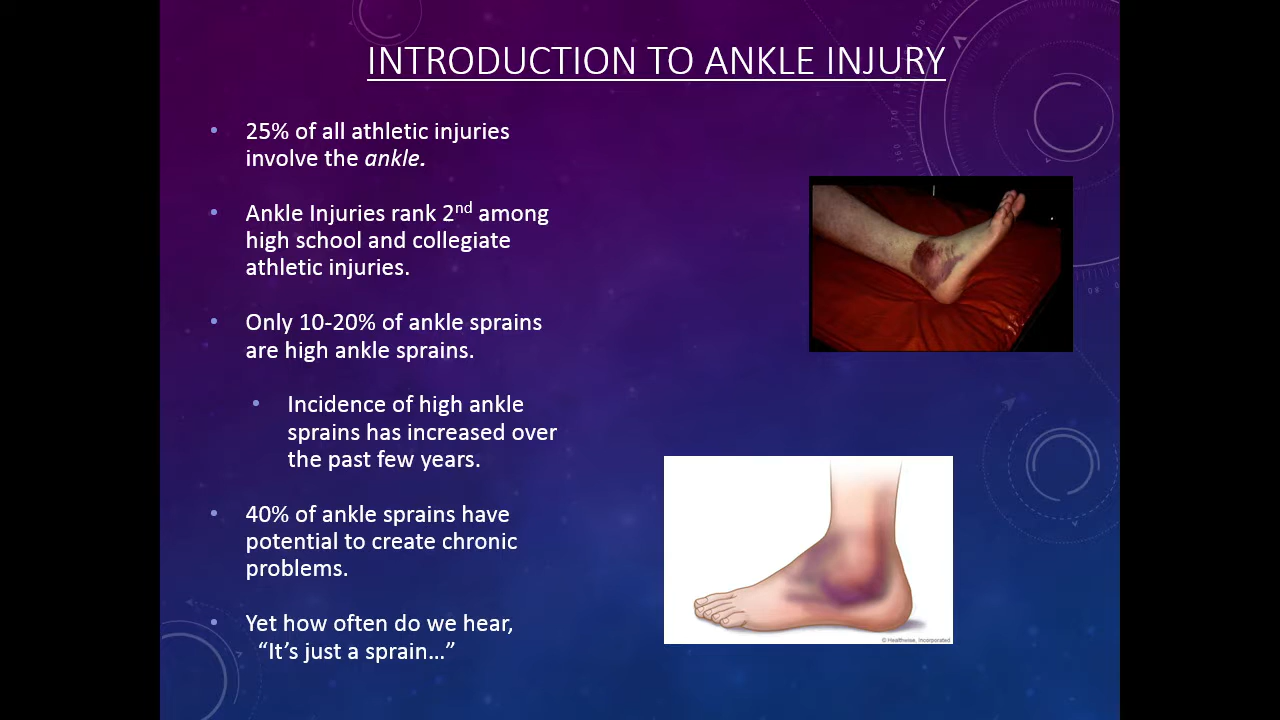 INTRODUCTION TO ANKLE INJURY
• 25% of all athletic injuries
involve the ankle.
• Ankle Injuries rank 2nd among
high school and collegiate
athletic injuries.
• Only 10-20% of ankle sprains
are high ankle sprains.
• Incidence of high ankle
sprains has increased over
the past few years.
• 40% of ankle sprains have
potential to create chronic
problems.
• Yet how often do we hear,
“It’s just a sprain…”
© Healthwise, Incorporated